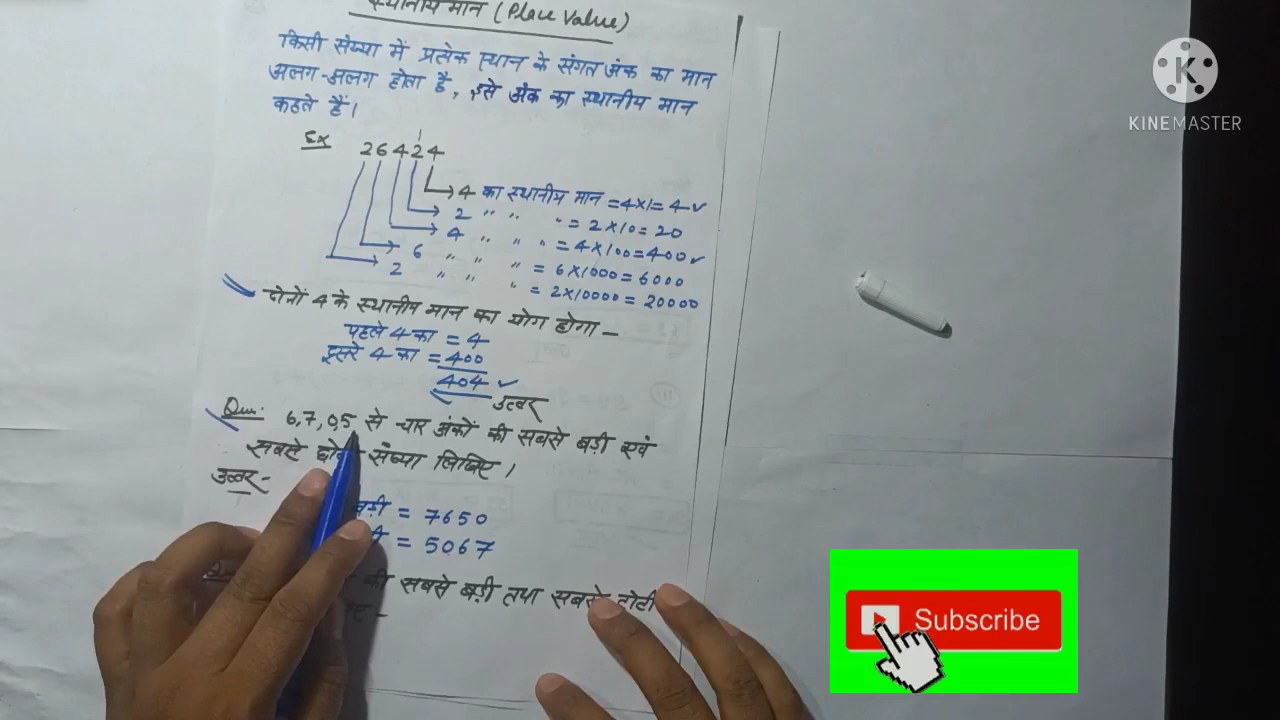 स्थानीय मान (Place Value)
किसी संख्या में प्रत्येक स्थान के संगत अंक का मान
अलग-अलग होता है, इसे अंक का स्थानीय मान
कहते हैं।
Ex 26424
4 का स्थानीय मान = 4×1 = 4 ✓
2 " " " = 2×10 = 20
4 " " " = 4×100 = 400 ✓
6 " " " = 6×1000 = 6000
2 " " " = 2×10000 = 20000
दोनों 4 के स्थानीय मान का योग होगा –
पहले 4 का = 4
दूसरे 4 का = 400
404 ✓
उत्तर
Que. 6,7,0,5 से चार अंकों की सबसे बड़ी एवं
सबसे संख्या लिखिए।
उत्तर-
बड़ी = 7650
= 5067
की सबसे बड़ी तथा सबसे छोटी
KINEMASTER
Subscribe